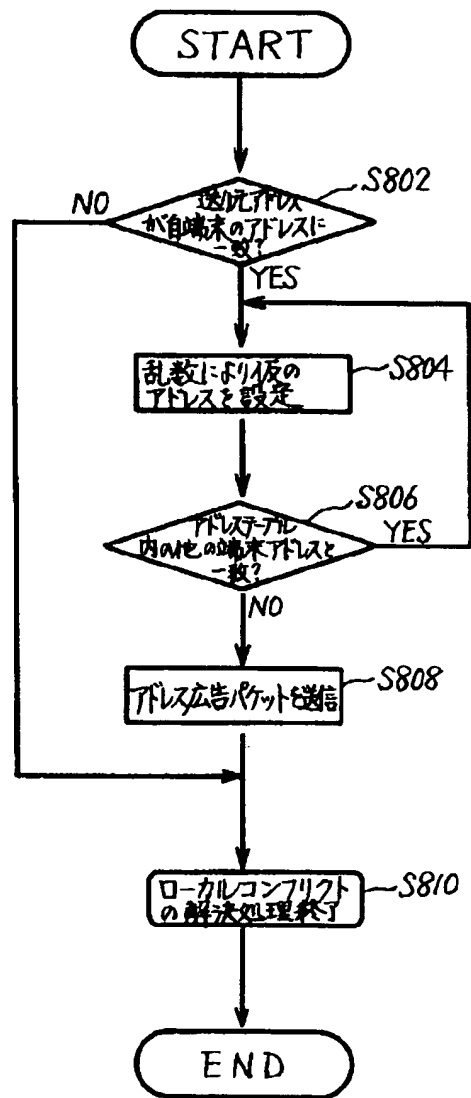 START
S802
送り元アドレス
が自端末のアドレスに
一致?
NO
YES
S804
乱数により仮の
アドレスを設定
S806
アドレステーブル
内の他の端末アドレスと
一致?
YES
NO
S808
アドレス広告パケットを送信
S810
ローカルコンフリクト
の解決処理終了
END